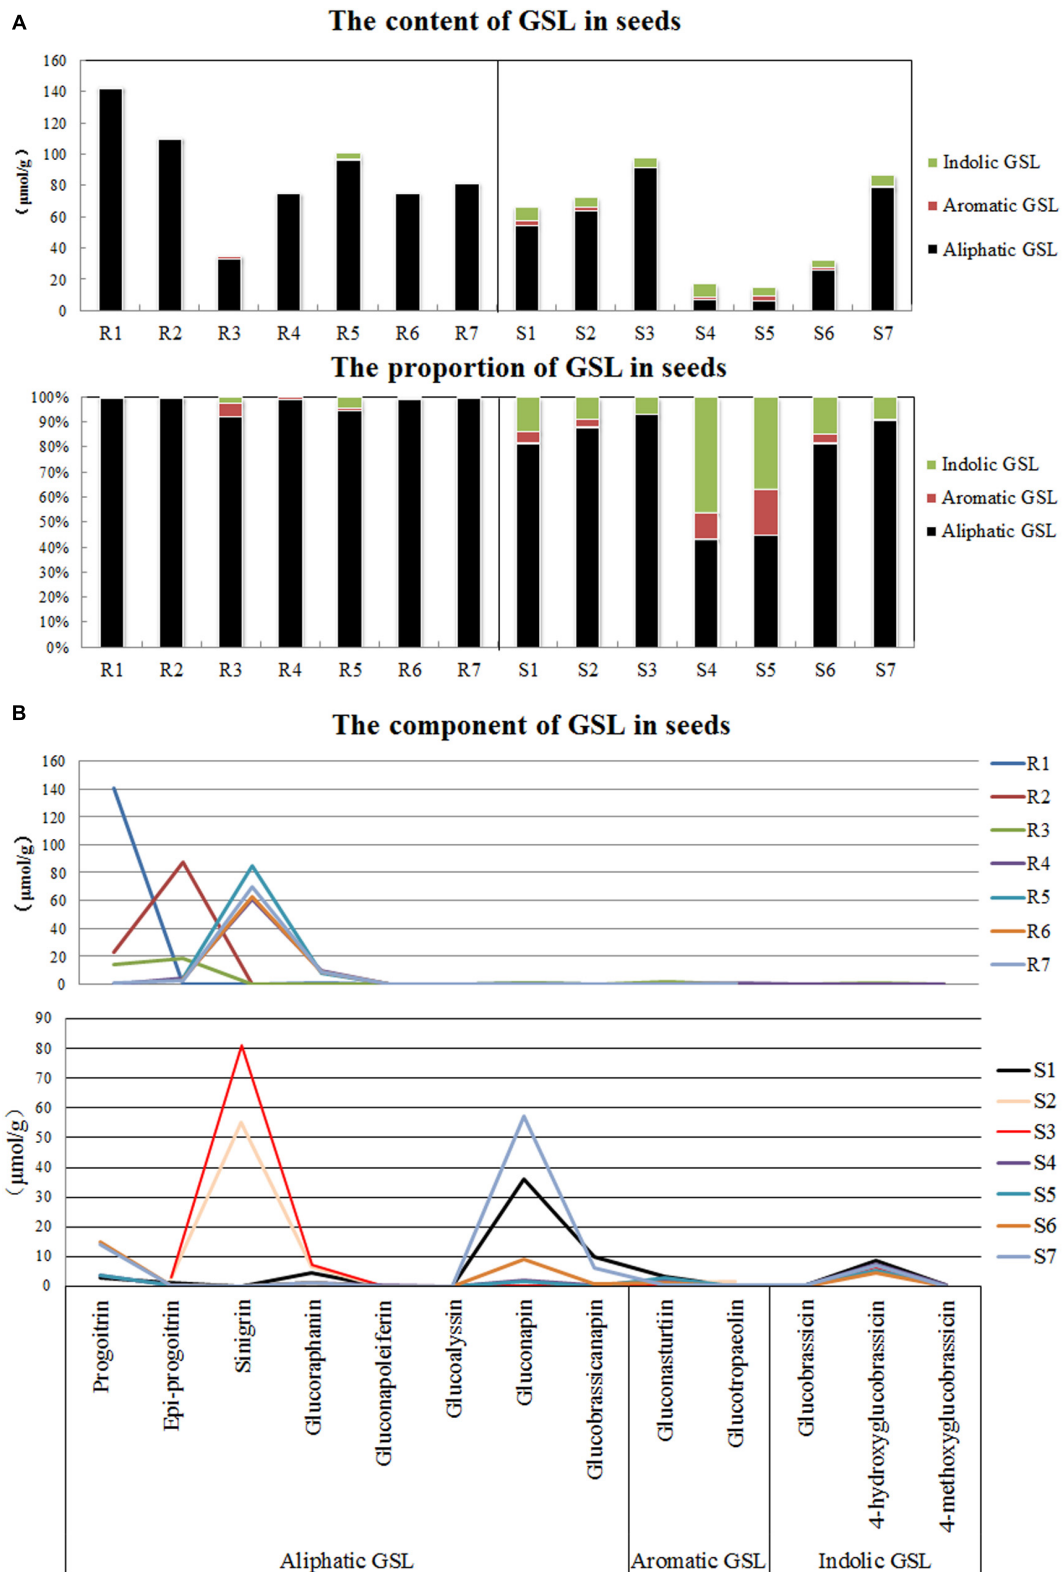 A
The content of GSL in seeds
160
140
120
100
80
60
40
20
0
(μmol/g)
R1 R2 R3 R4 R5 R6 R7 S1 S2 S3 S4 S5 S6 S7
Indolic GSL
Aromatic GSL
Aliphatic GSL
The proportion of GSL in seeds
100%
90%
80%
70%
60%
50%
40%
30%
20%
10%
0%
R1 R2 R3 R4 R5 R6 R7 S1 S2 S3 S4 S5 S6 S7
Indolic GSL
Aromatic GSL
Aliphatic GSL
B
The component of GSL in seeds
160
140
120
100
80
60
40
20
0
(μmol/g)
R1
R2
R3
R4
R5
R6
R7
90
80
70
60
50
40
30
20
10
0
(μmol/g)
S1
S2
S3
S4
S5
S6
S7
Progoitrin
Epi-progoitrin
Sinigrin
Glucoraphanin
Gluconapoleiferin
Glucoalyssin
Gluconapin
Glucobrassicanapin
Gluconasturtiin
Glucotropaeolin
Glucobrassicin
4-hydroxyglucobrassicin
4-methoxyglucobrassicin
Aliphatic GSL
Aromatic GSL
Indolic GSL